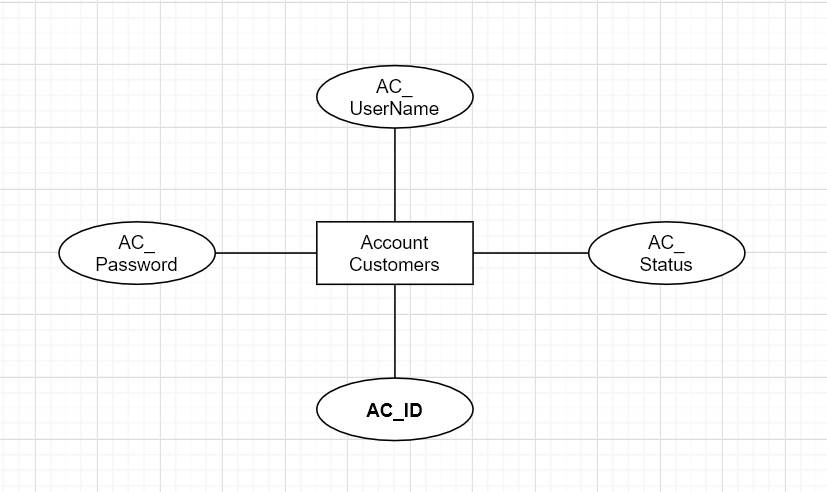 AC_
UserName
AC_
Password
Account
Customers
AC_
Status
AC_ID